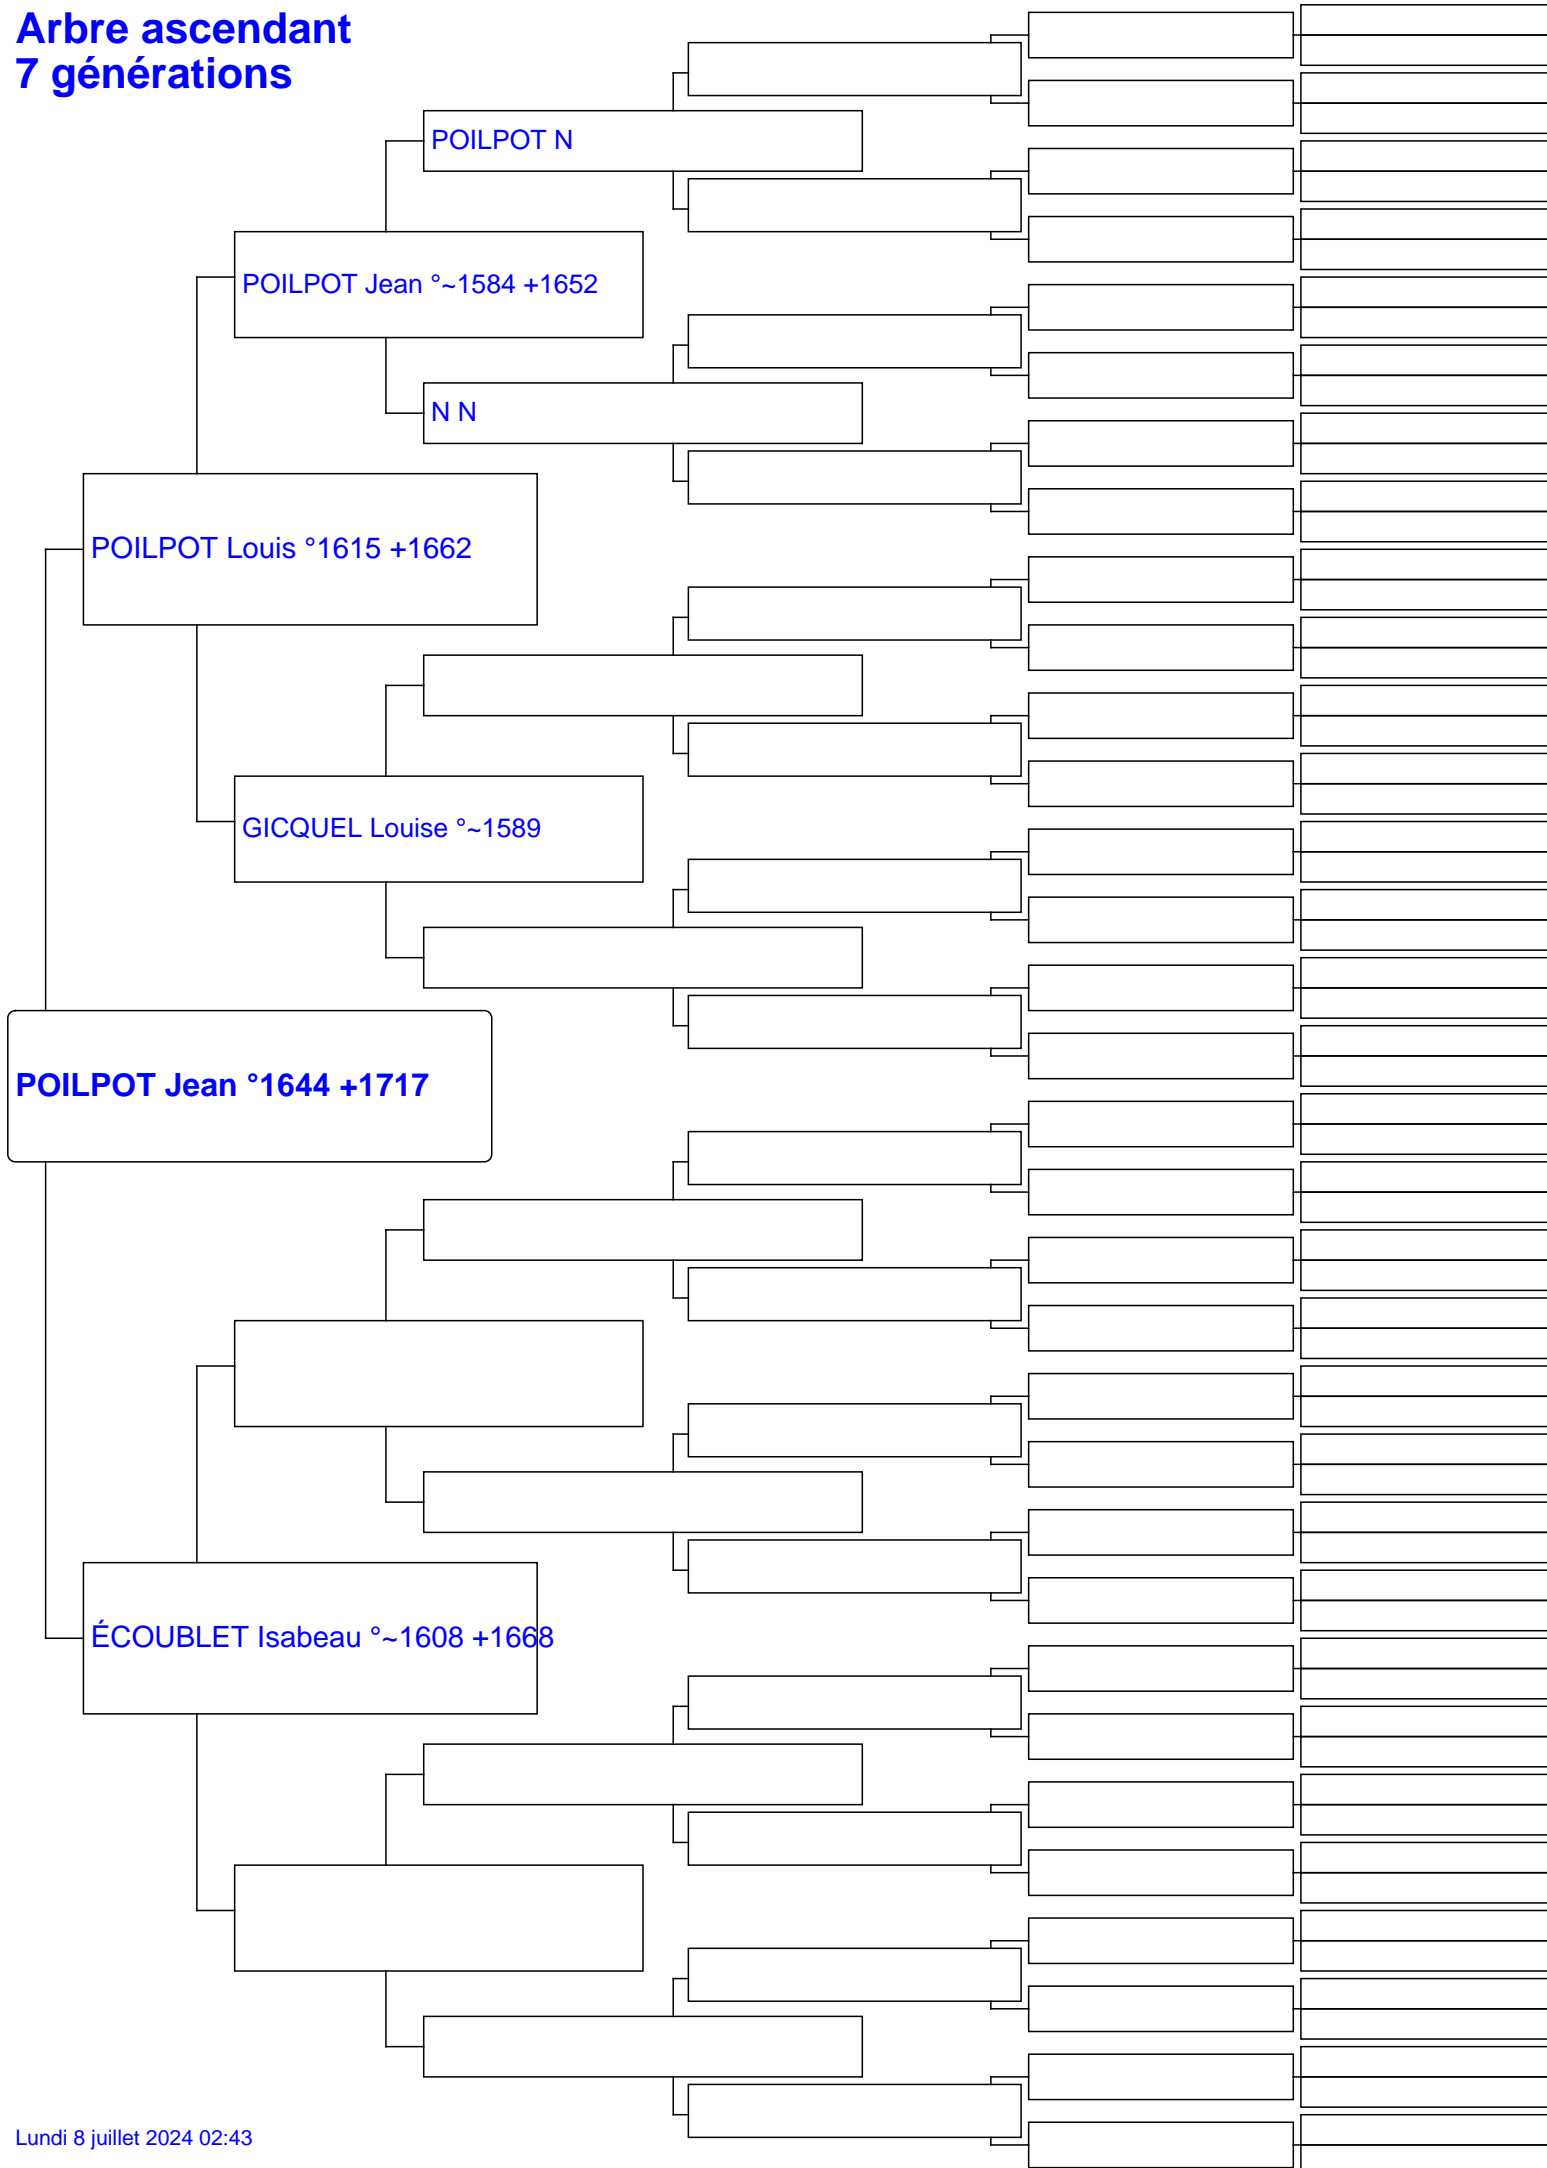 Arbre ascendant
7 générations
POILPOT N
POILPOT Jean °~1584 +1652
N N
POILPOT Louis °1615 +1662
GICQUEL Louise °~1589
POILPOT Jean °1644 +1717
ÉCOUBLET Isabeau °~1608 +1668
Lundi 8 juillet 2024 02:43